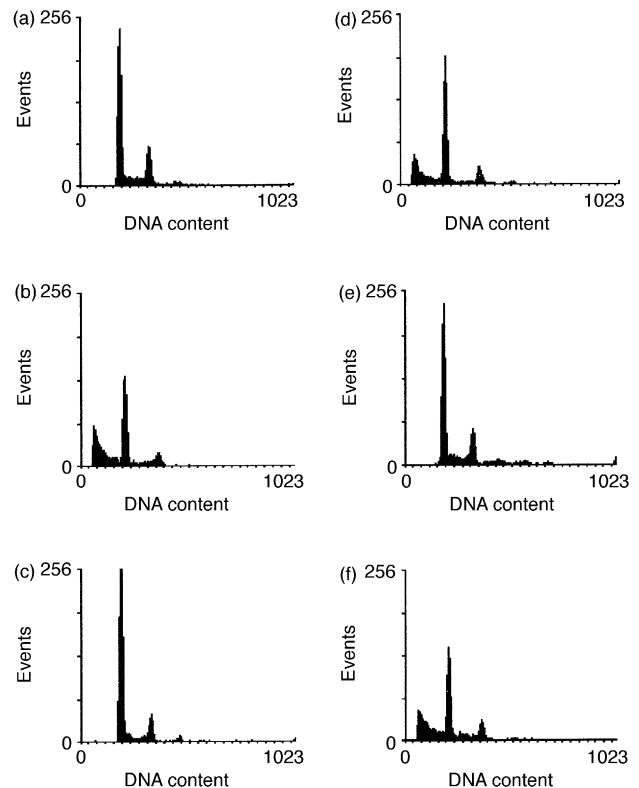 (a) 256
Events
0
0 1023
DNA content
(b) 256
Events
0
0 1023
DNA content
(c) 256
Events
0
0 1023
DNA content
(d) 256
Events
0
0 1023
DNA content
(e) 256
Events
0
0 1023
DNA content
(f) 256
Events
0
0 1023
DNA content